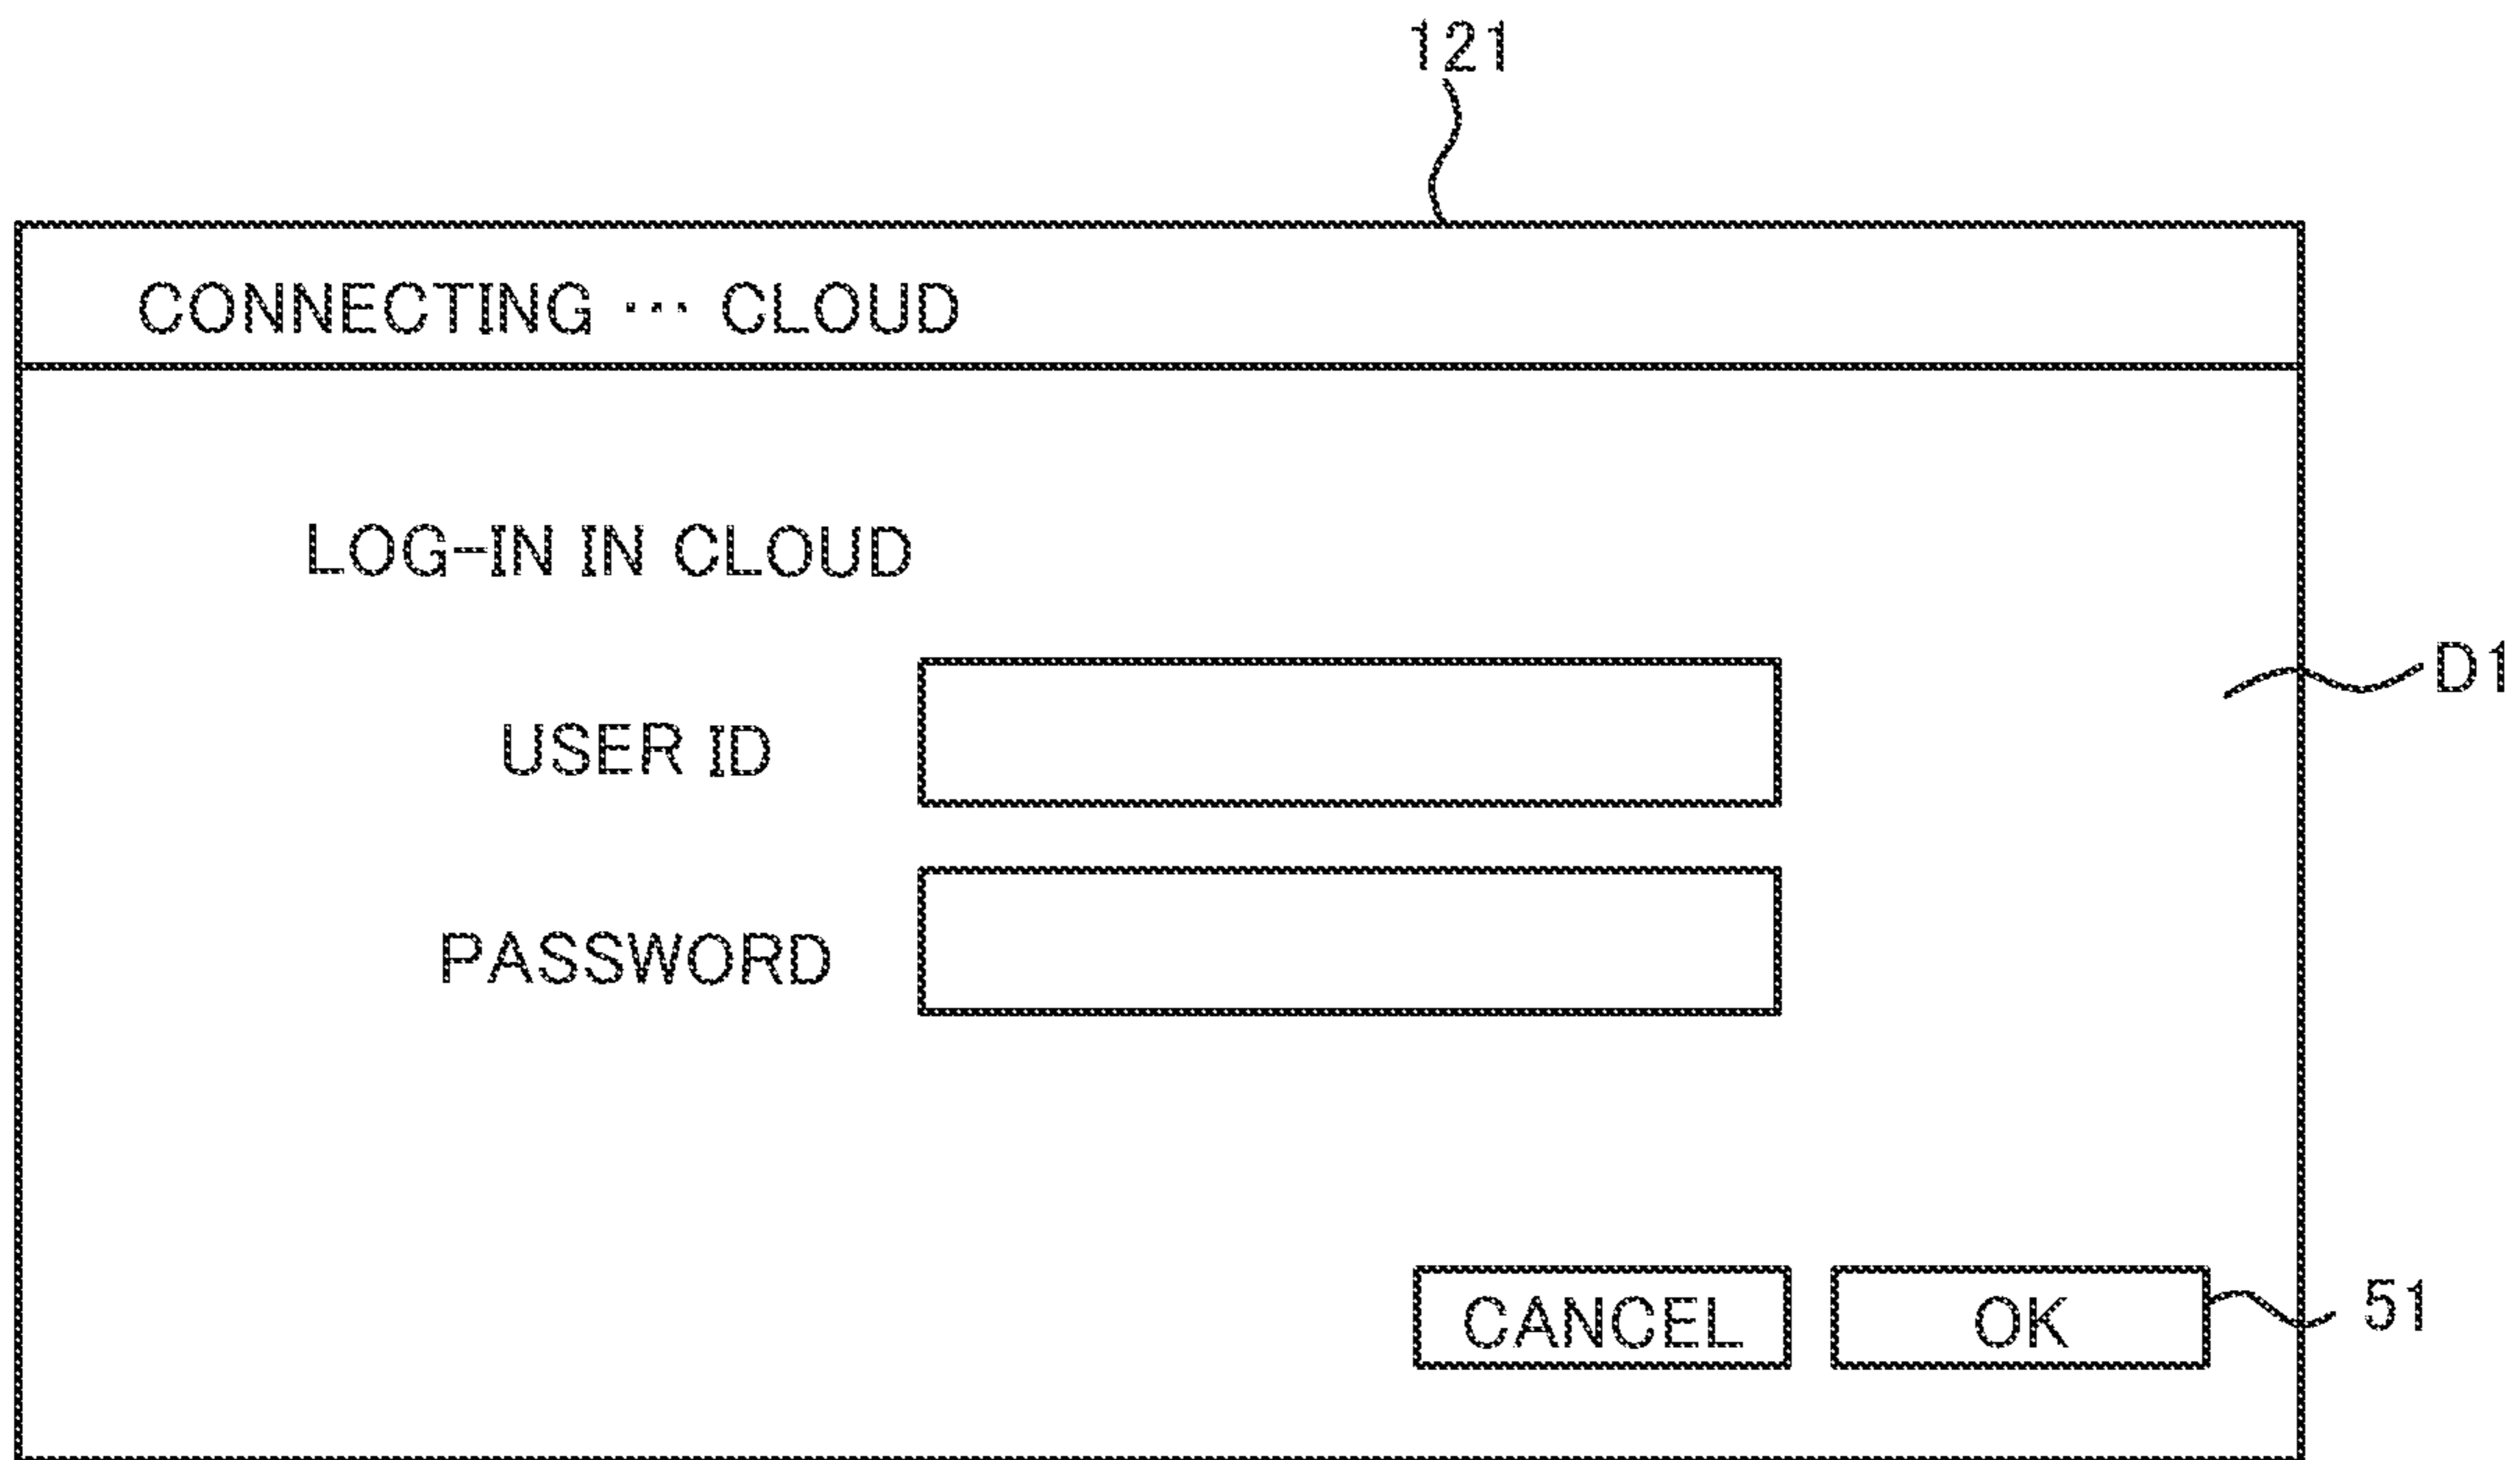 121
CONNECTING ··· CLOUD
LOG-IN IN CLOUD
D1
USER ID
PASSWORD
CANCEL OK 51